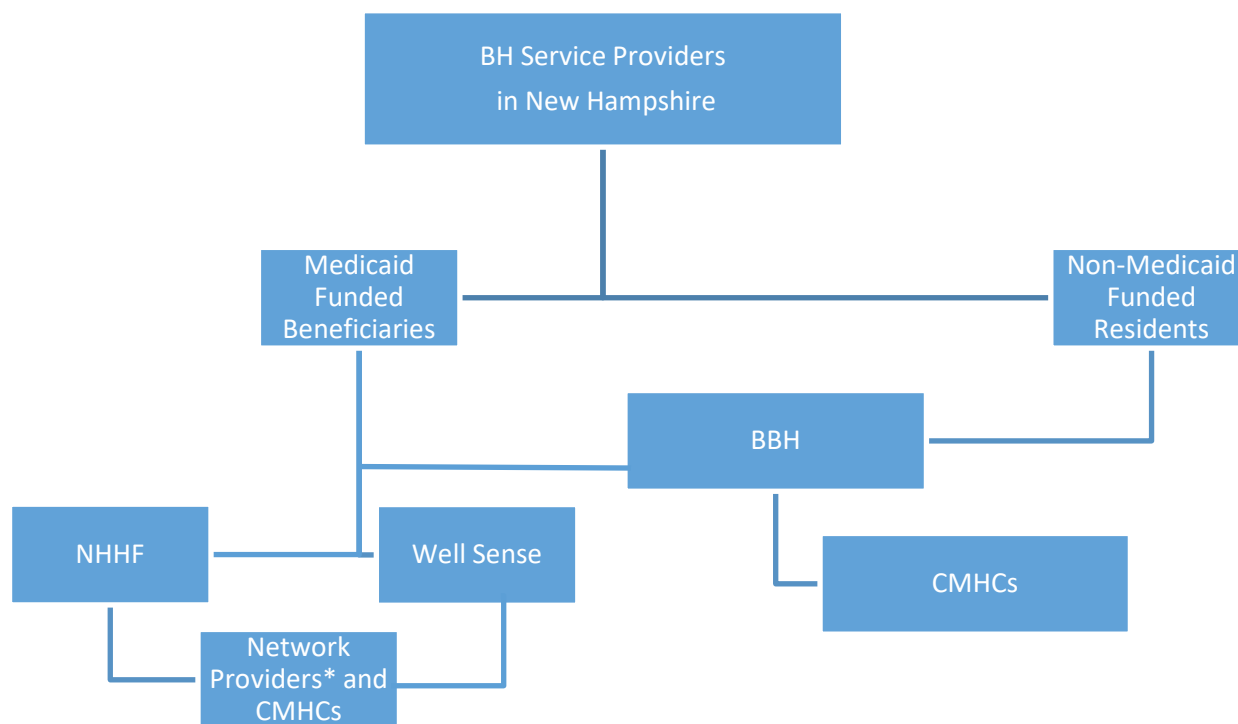 BH Service Providers
in New Hampshire
Medicaid
Funded
Beneficiaries
Non-Medicaid
Funded
Residents
BBH
NHHF
Well Sense
CMHCs
Network
Providers* and
CMHCs